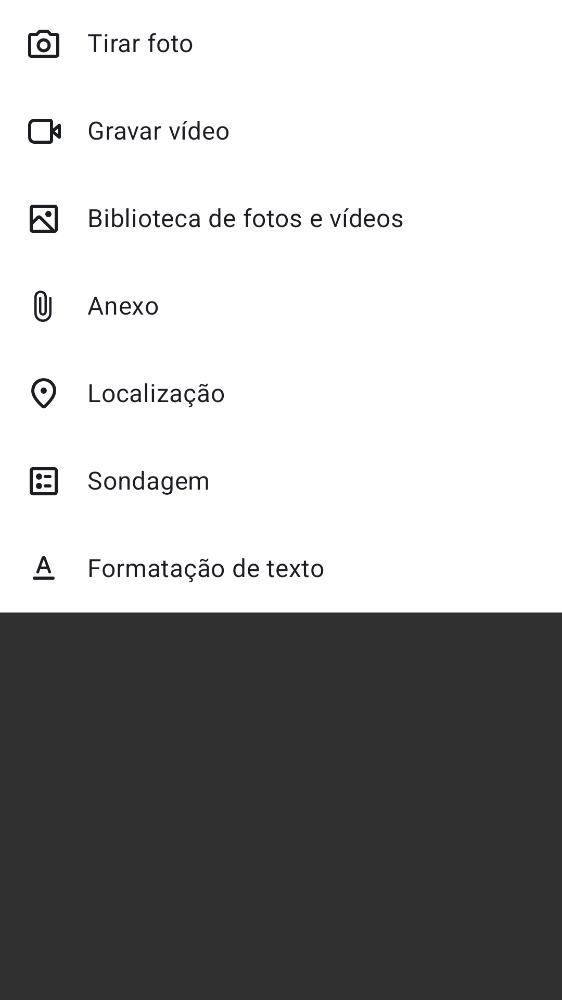 Tirar foto
Gravar vídeo
Biblioteca de fotos e vídeos
Anexo
Localização
Sondagem
Formatação de texto